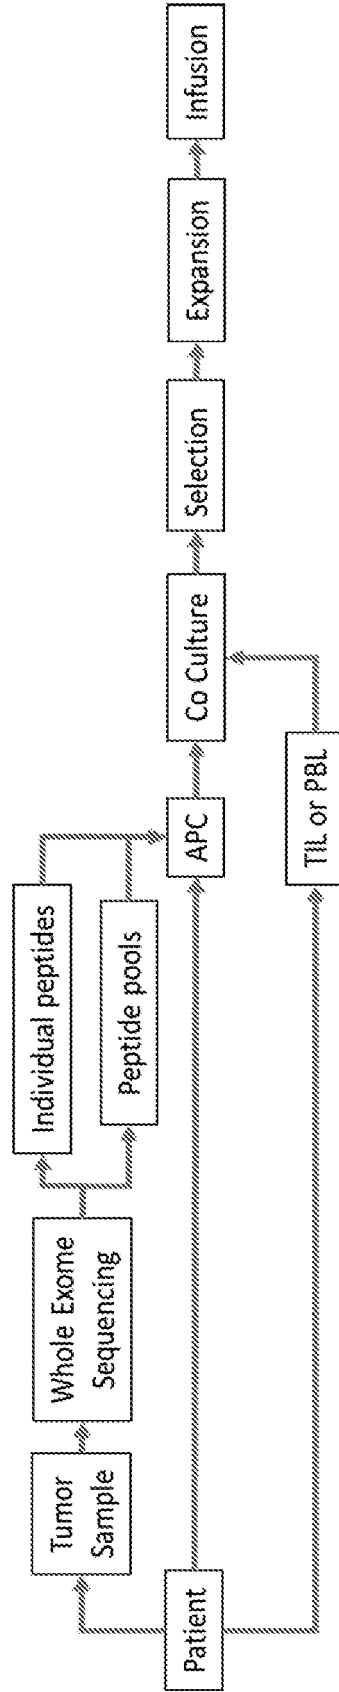 Patient
Tumor
Sample
Whole Exome
Sequencing
Individual peptides
Peptide pools
APC
TIL or PBL
Co Culture
Selection
Expansion
Infusion